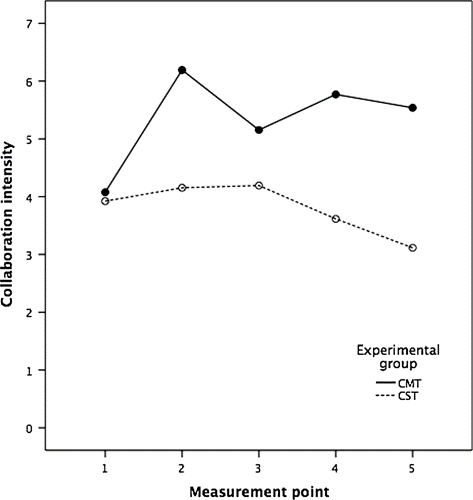 7
6
5
4
3
2
1
0
Collaboration intensity
1 2 3 4 5
Measurement point
Experimental
group
CMT
CST